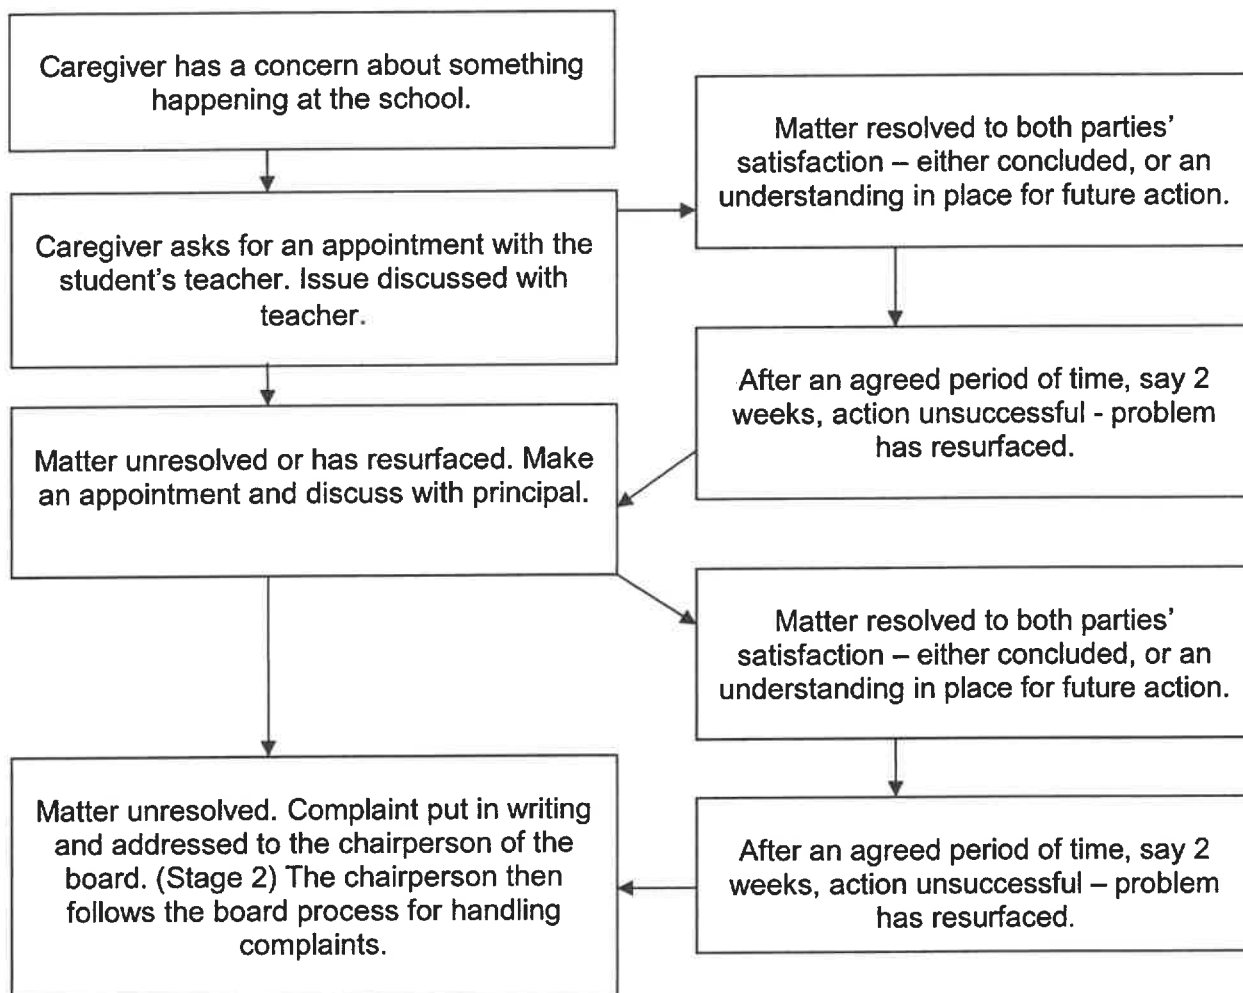 Caregiver has a concern about something
happening at the school.
Caregiver asks for an appointment with the
student’s teacher. Issue discussed with
teacher.
Matter resolved to both parties’
satisfaction – either concluded, or an
understanding in place for future action.
After an agreed period of time, say 2
weeks, action unsuccessful - problem
has resurfaced.
Matter unresolved or has resurfaced. Make
an appointment and discuss with principal.
Matter resolved to both parties’
satisfaction – either concluded, or an
understanding in place for future action.
After an agreed period of time, say 2
weeks, action unsuccessful – problem
has resurfaced.
Matter unresolved. Complaint put in writing
and addressed to the chairperson of the
board. (Stage 2) The chairperson then
follows the board process for handling
complaints.